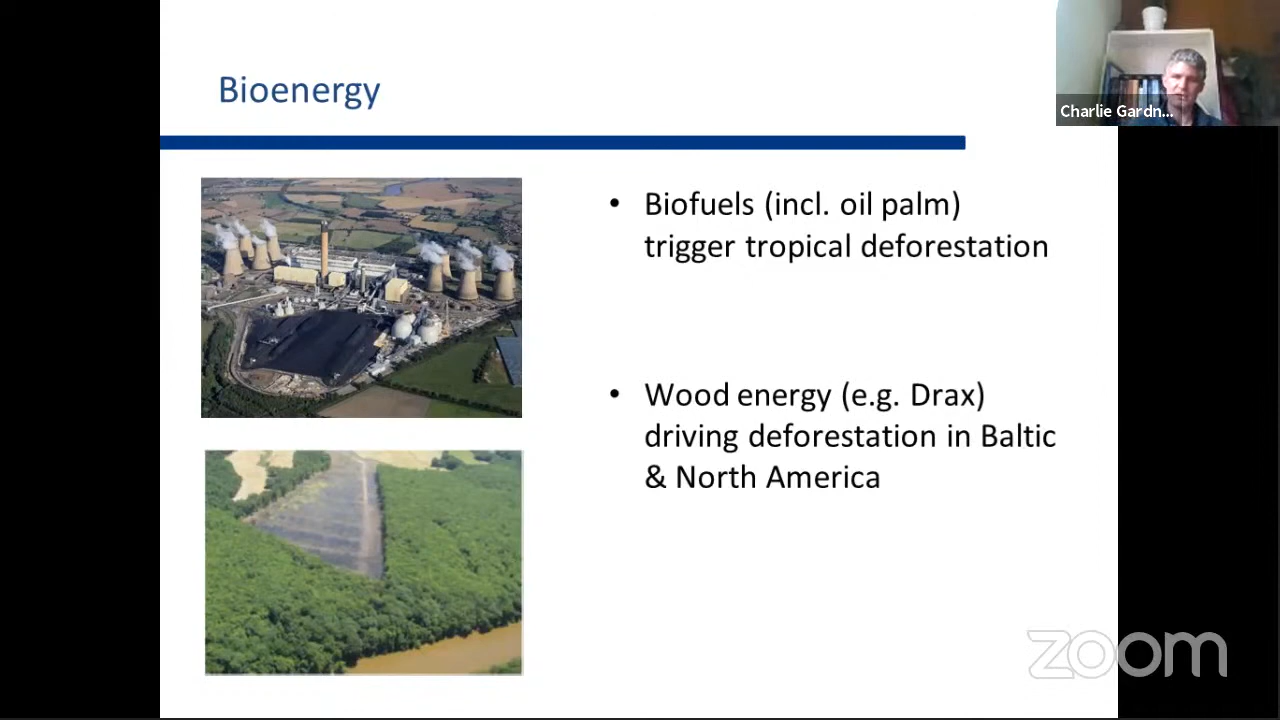 Bioenergy
Charlie Gardn...
• Biofuels (incl. oil palm)
trigger tropical deforestation
• Wood energy (e.g. Drax)
driving deforestation in Baltic
& North America
zoom